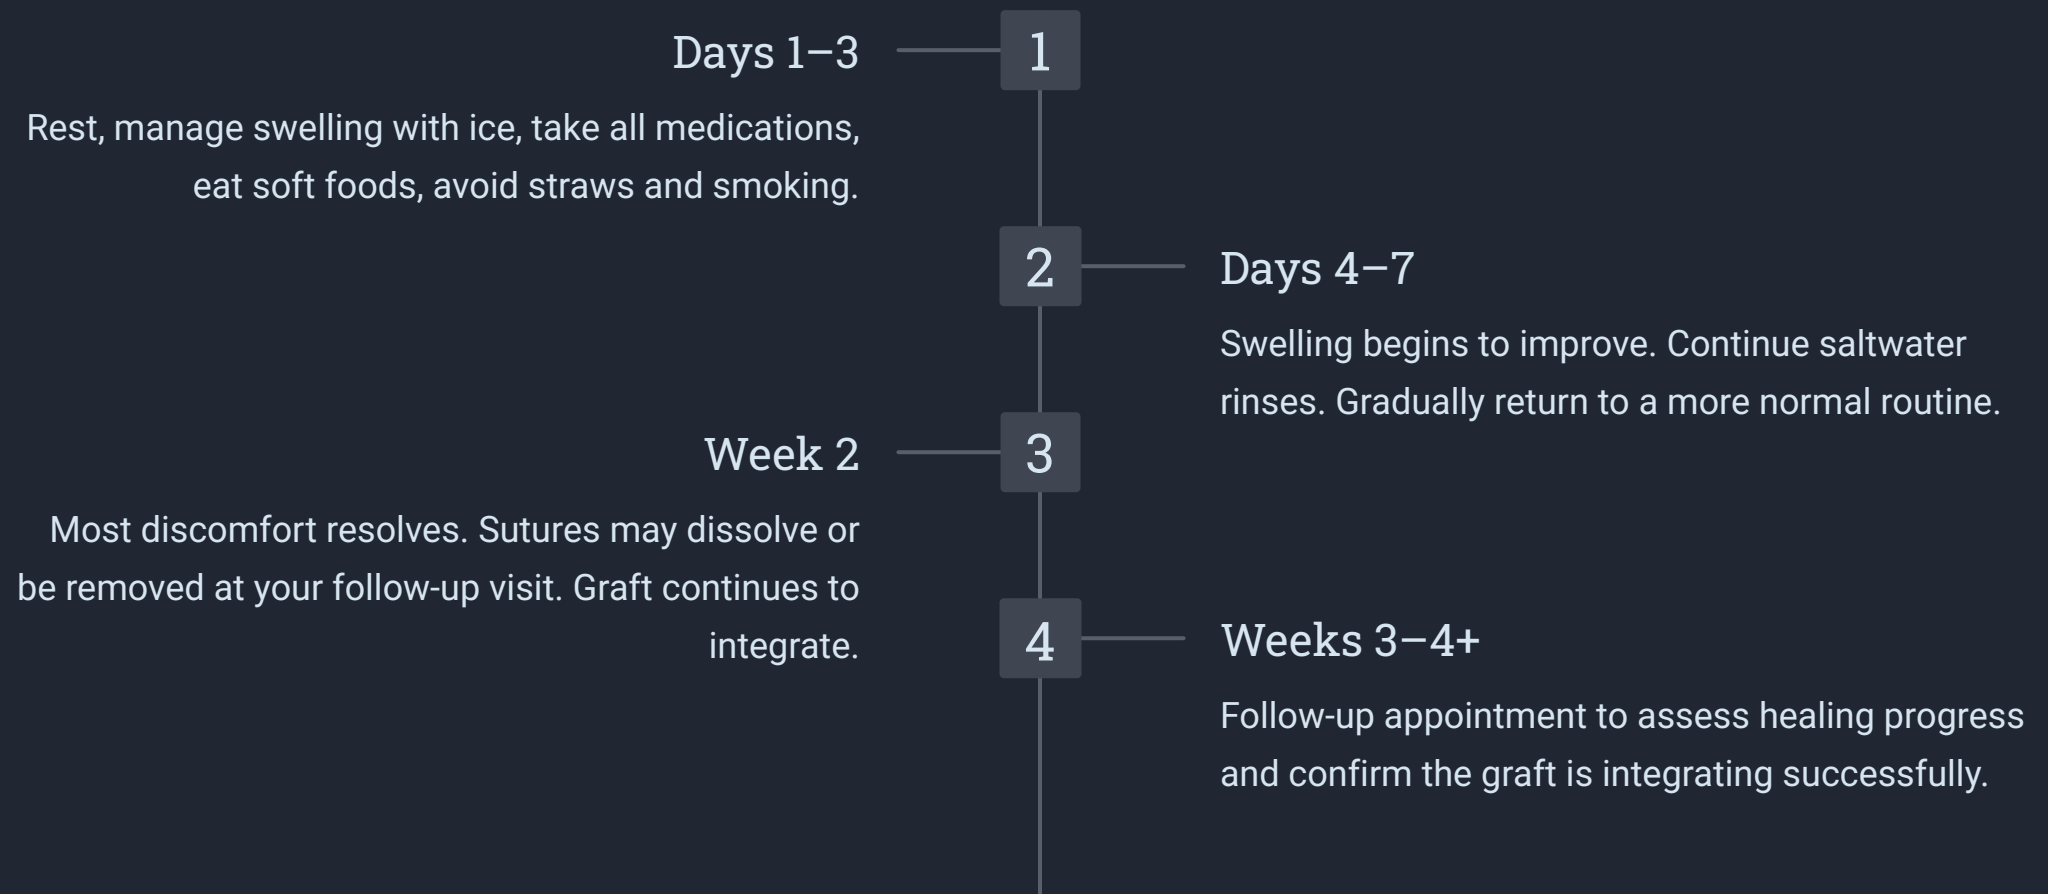 1
Days 1–3
Rest, manage swelling with ice, take all medications,
eat soft foods, avoid straws and smoking.
2
Days 4–7
Swelling begins to improve. Continue saltwater
rinses. Gradually return to a more normal routine.
3
Week 2
Most discomfort resolves. Sutures may dissolve or
be removed at your follow-up visit. Graft continues to
integrate.
4
Weeks 3–4+
Follow-up appointment to assess healing progress
and confirm the graft is integrating successfully.